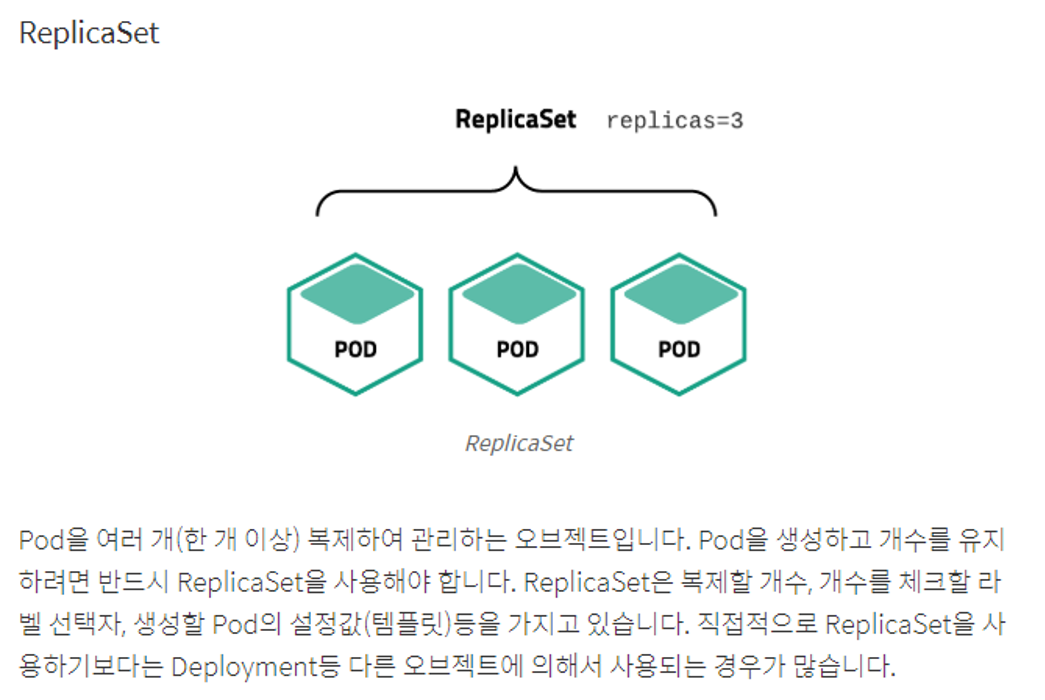 ReplicaSet
ReplicaSet replicas=3
POD POD POD
ReplicaSet
Pod을 여러 개(한 개 이상) 복제하여 관리하는 오브젝트입니다. Pod을 생성하고 개수를 유지
하려면 반드시 ReplicaSet을 사용해야 합니다. ReplicaSet은 복제할 개수, 개수를 체크할 라
벨 선택자, 생성할 Pod의 설정값(템플릿)등을 가지고 있습니다. 직접적으로 ReplicaSet을 사
용하기보다는 Deployment등 다른 오브젝트에 의해서 사용되는 경우가 많습니다.